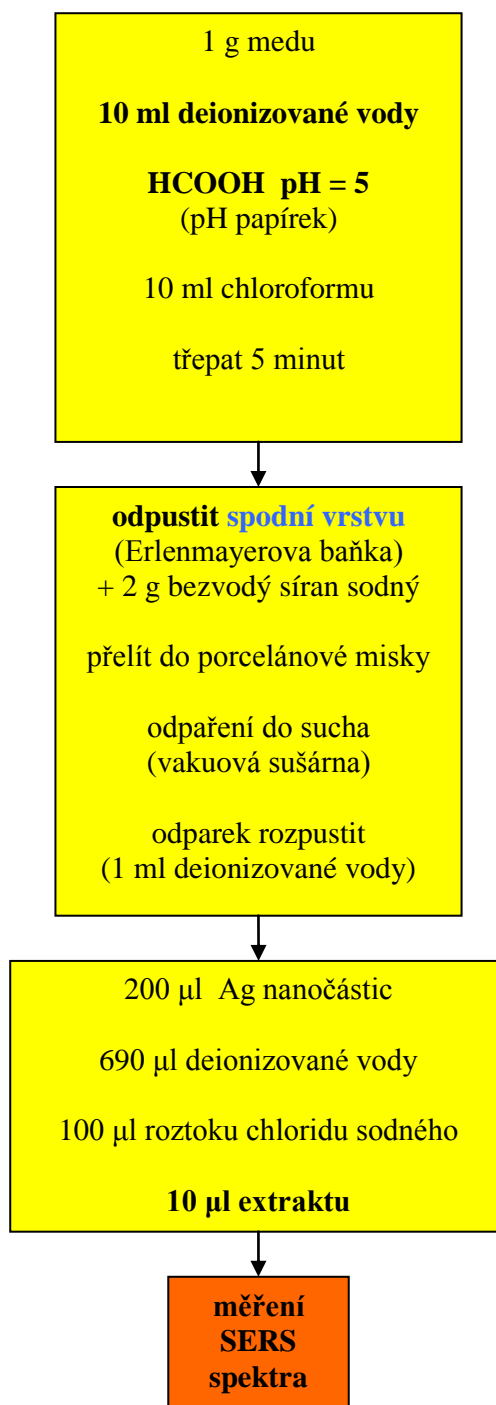 1 g medu
10 ml deionizované vody
HCOOH pH = 5
(pH papírek)
10 ml chloroformu
třepat 5 minut
odpustit spodní vrstvu
(Erlenmayerova baňka)
+ 2 g bezvodý síran sodný
přelít do porcelánové misky
odpaření do sucha
(vakuová sušárna)
odparek rozpustit
(1 ml deionizované vody)
200 μl Ag nanočástic
690 μl deionizované vody
100 μl roztoku chloridu sodného
10 μl extraktu
měření
SERS
spektra